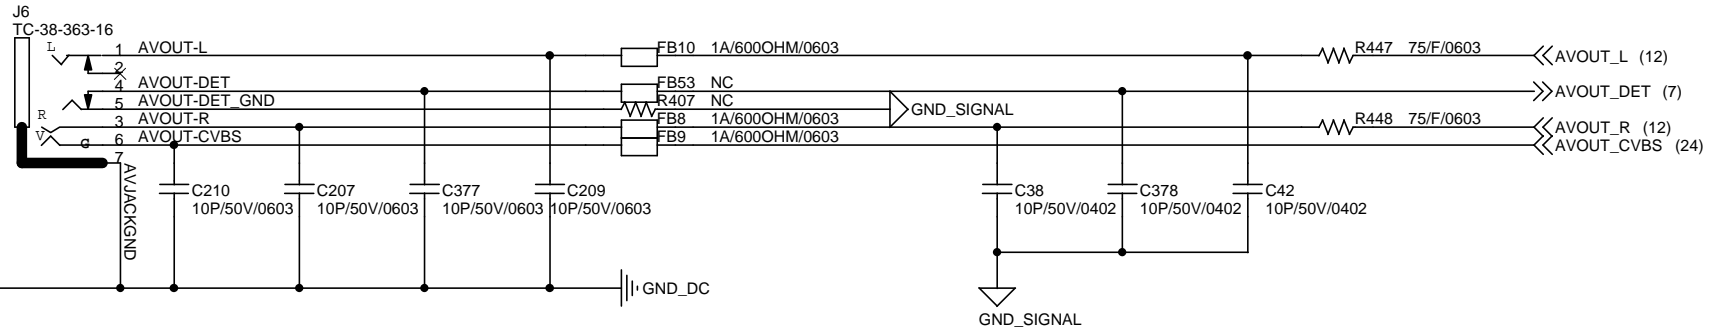 J6
TC-38-363-16
L
1 AVOUT-L FB10 1A/600OHM/0603 R447 75/F/0603 AVOUT_L (12)
2
4 AVOUT-DET FB53 NC AVOUT_DET (7)
5 AVOUT-DET_GND R407 NC GND_SIGNAL
R
3 AVOUT-R FB8 1A/600OHM/0603 R448 75/F/0603 AVOUT_R (12)
V
G
6 AVOUT-CVBS FB9 1A/600OHM/0603 AVOUT_CVBS (24)
7
AVJACKGND
C210 C207 C377 C209 C38 C378 C42
10P/50V/0603 10P/50V/0603 10P/50V/0603 10P/50V/0603 10P/50V/0402 10P/50V/0402 10P/50V/0402
GND_DC
GND_SIGNAL